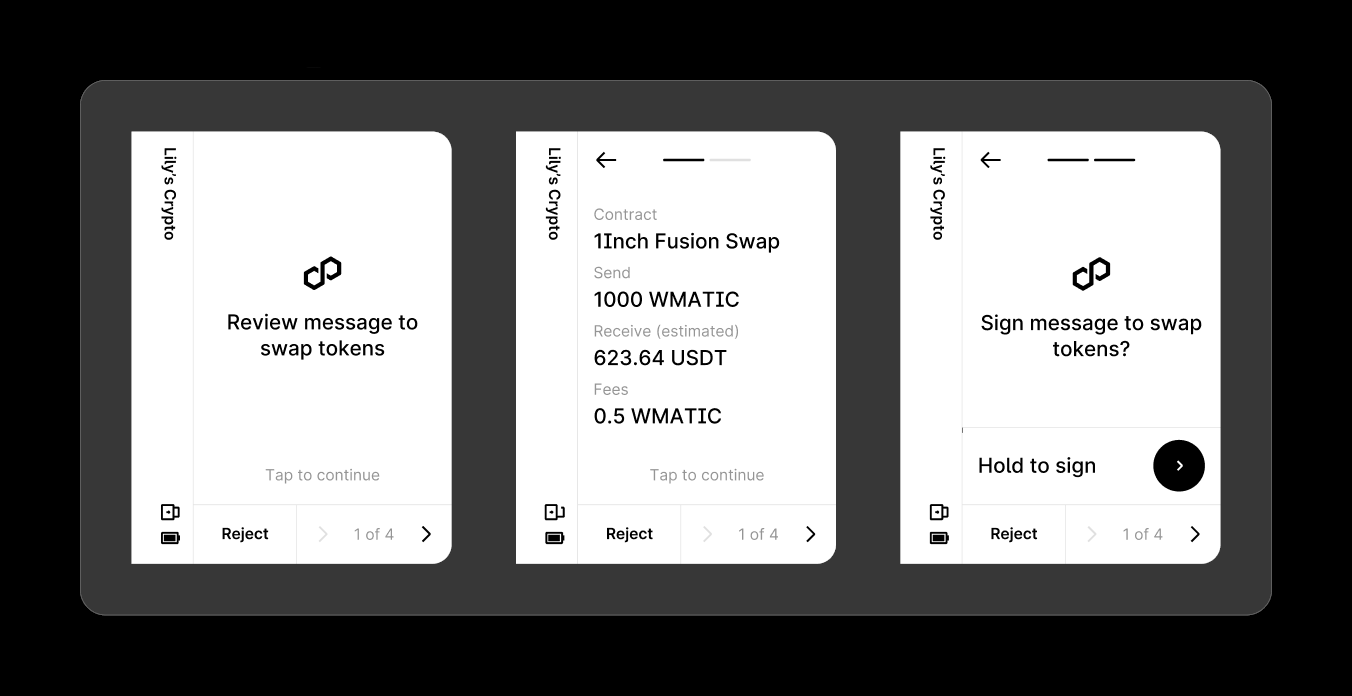 Lily's Crypto
Review message to
swap tokens
Tap to continue
Reject
1 of 4
Lily's Crypto
Contract
1Inch Fusion Swap
Send
1000 WMATIC
Receive (estimated)
623.64 USDT
Fees
0.5 WMATIC
Tap to continue
Reject
1 of 4
Lily's Crypto
Sign message to swap
tokens?
Hold to sign
Reject
1 of 4